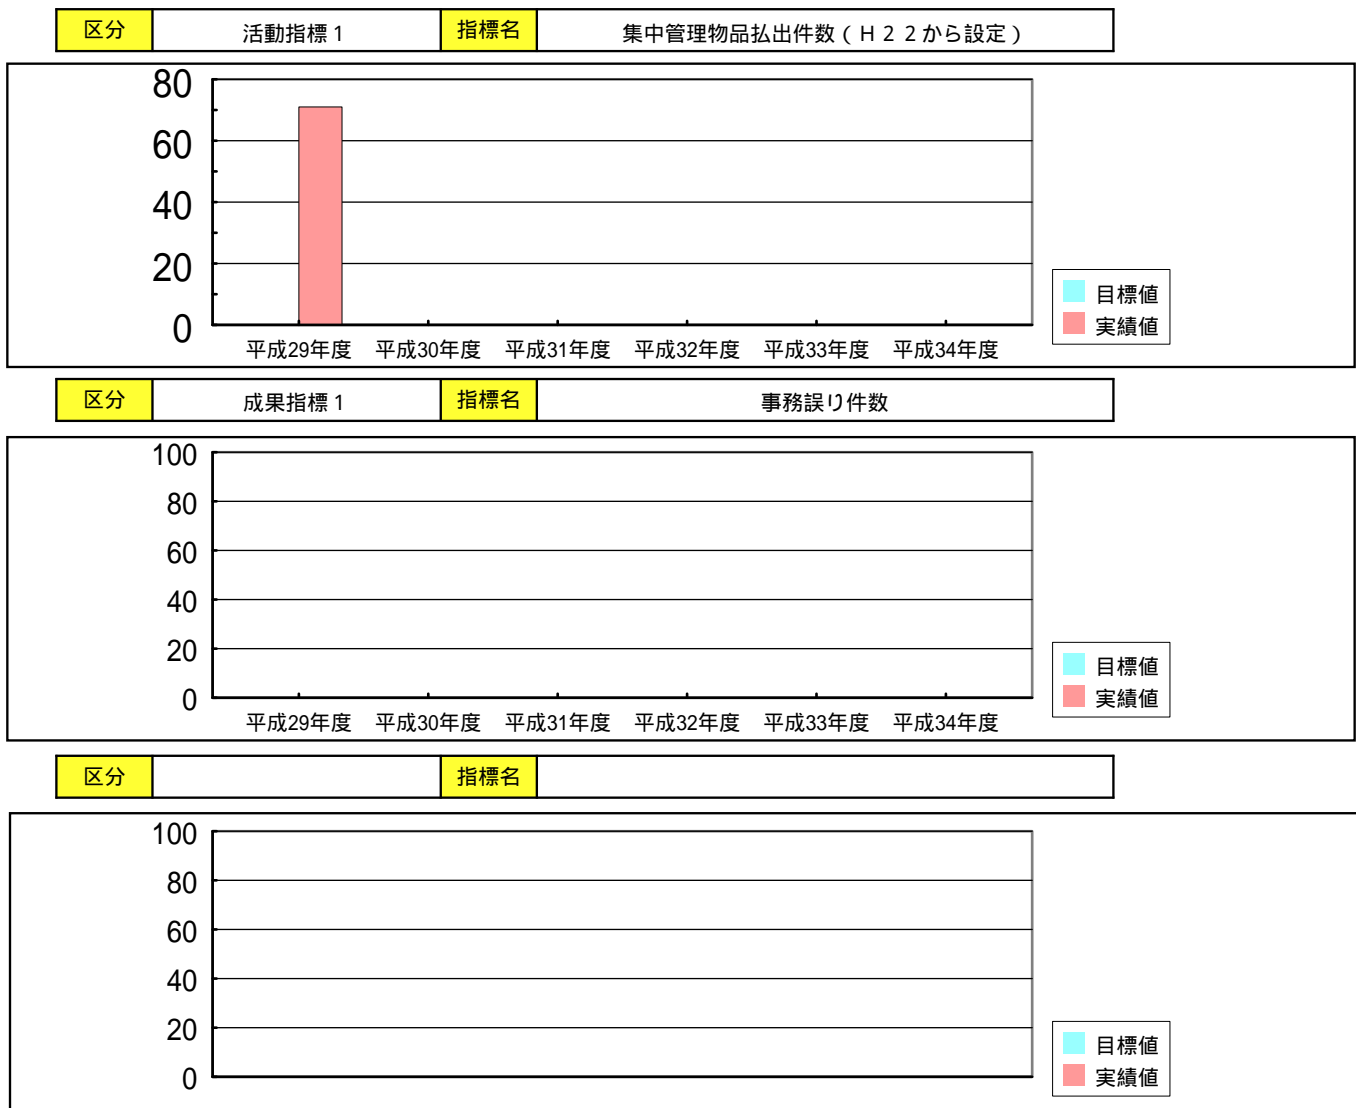 区分 活動指標１ 指標名 集中管理物品払出件数（Ｈ２２から設定）
80
60
40
20
0
平成29年度 平成30年度 平成31年度 平成32年度 平成33年度 平成34年度
目標値
実績値
区分 成果指標１ 指標名 事務誤り件数
100
80
60
40
20
0
平成29年度 平成30年度 平成31年度 平成32年度 平成33年度 平成34年度
目標値
実績値
区分 指標名
100
80
60
40
20
0
目標値
実績値